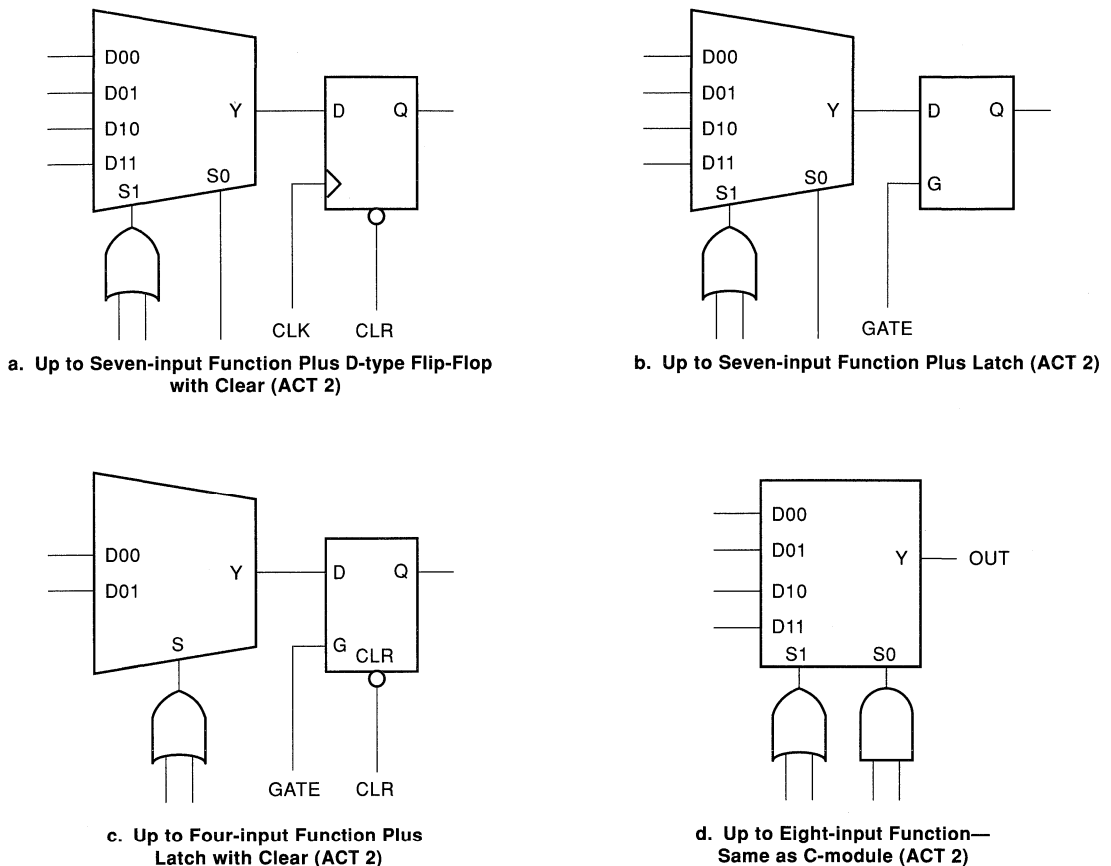 D00
D01
D10
D11
S1
S0
Y
D
Q
CLK
CLR
a. Up to Seven-input Function Plus D-type Flip-Flop
with Clear (ACT 2)
D00
D01
D10
D11
S1
S0
Y
D
Q
G
GATE
b. Up to Seven-input Function Plus Latch (ACT 2)
D00
D01
S
Y
D
Q
G
CLR
GATE
CLR
c. Up to Four-input Function Plus
Latch with Clear (ACT 2)
D00
D01
D10
D11
S1
S0
Y
OUT
d. Up to Eight-input Function—
Same as C-module (ACT 2)